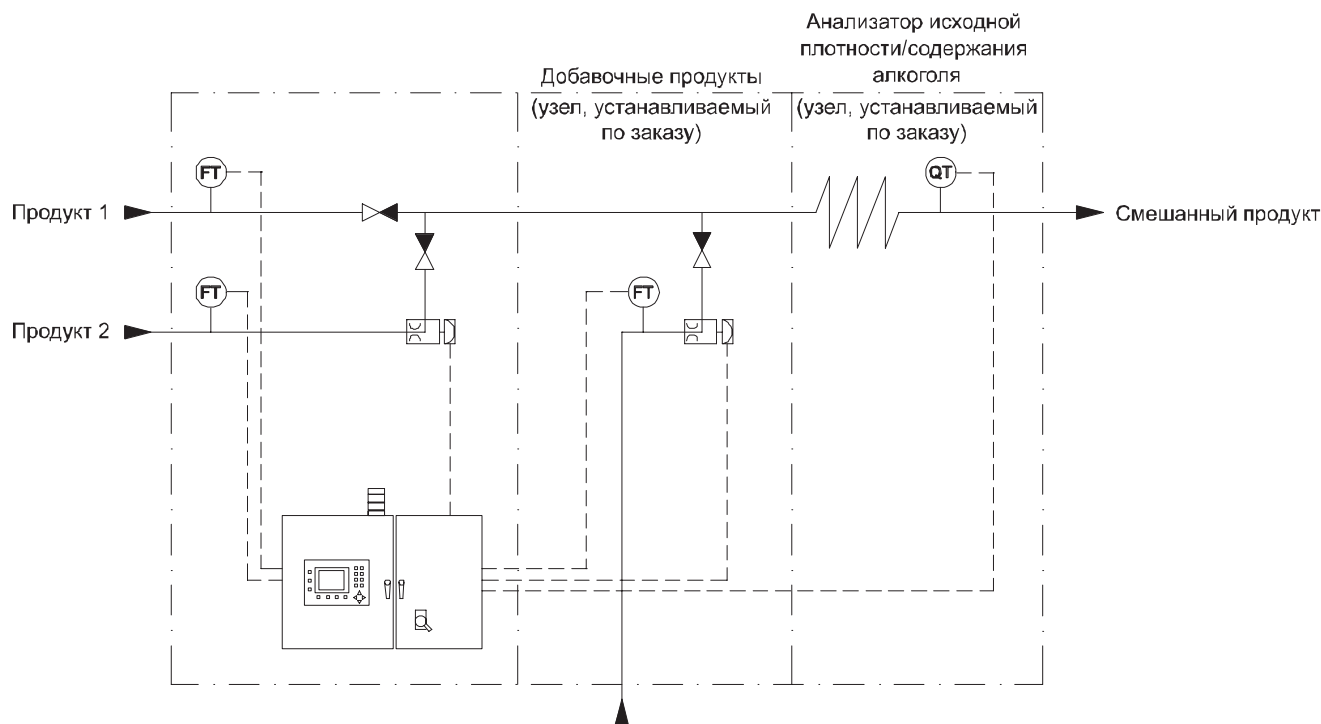 Анализатор исходной
плотности/содержания
алкоголя
(узел, устанавливаемый
по заказу)
Добавочные продукты
(узел, устанавливаемый
по заказу)
FT
QT
Продукт 1
Смешанный продукт
FT
FT
Продукт 2